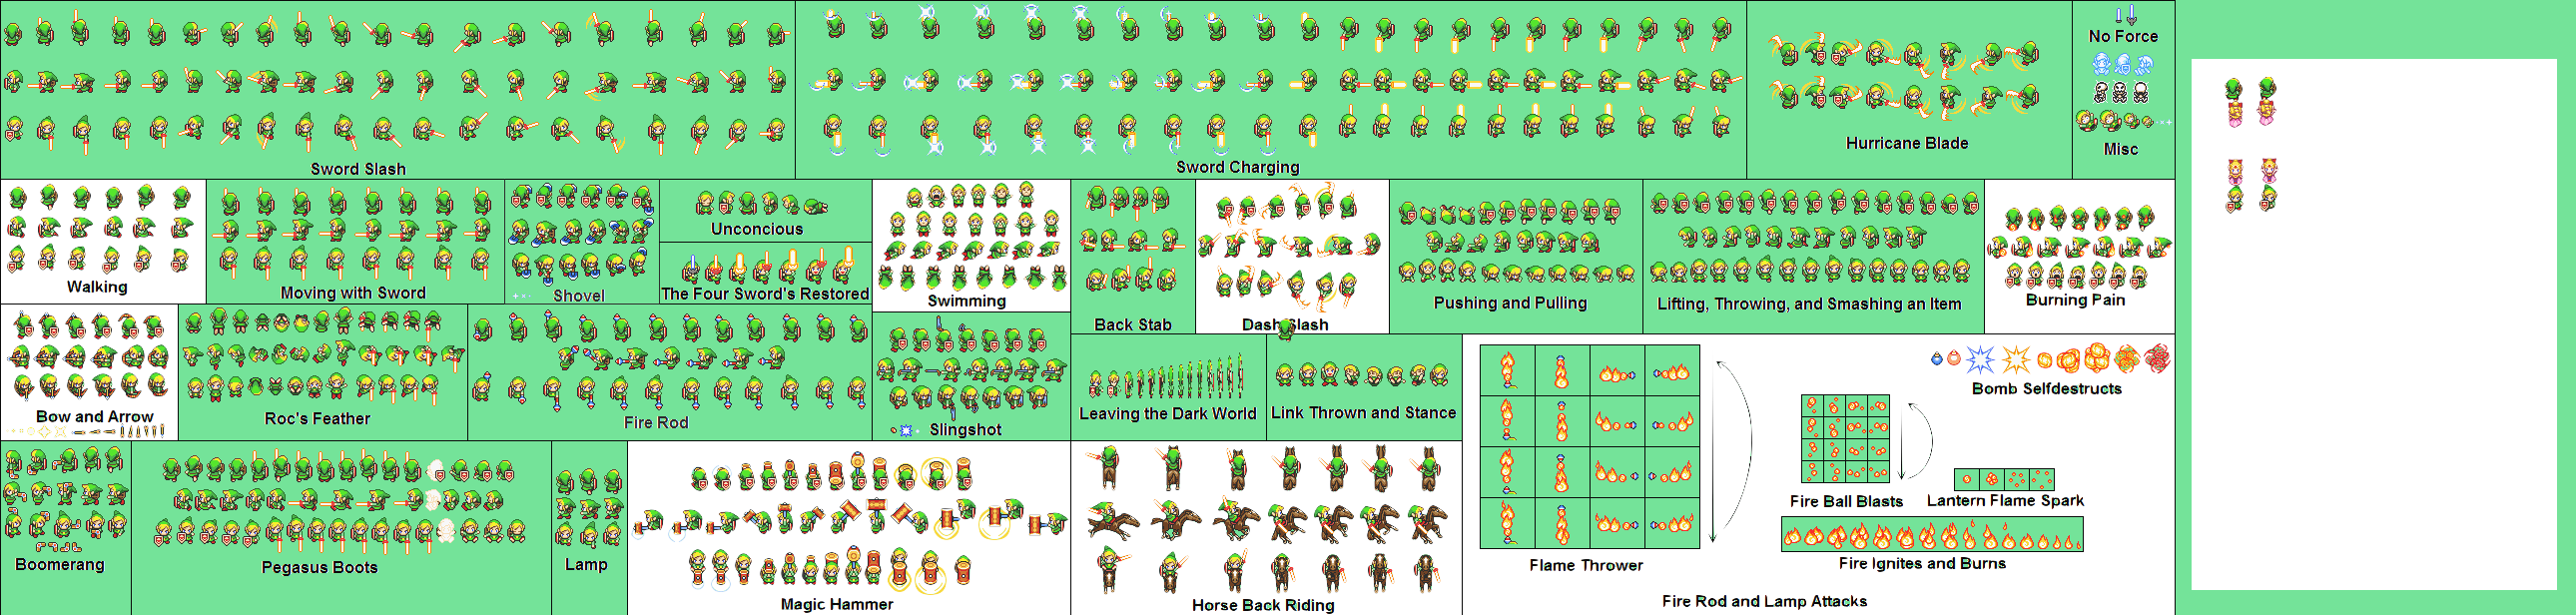 Sword Slash
Sword Charging
Hurricane Blade
No Force
Misc
Walking
Moving with Sword
Shovel
Unconcious
The Four Sword's Restored
Swimming
Back Stab
Dash Slash
Pushing and Pulling
Lifting, Throwing, and Smashing an Item
Burning Pain
Bow and Arrow
Roc's Feather
Fire Rod
Slingshot
Leaving the Dark World
Link Thrown and Stance
Bomb Selfdestructs
Fire Ball Blasts
Lantern Flame Spark
Flame Thrower
Fire Ignites and Burns
Fire Rod and Lamp Attacks
Boomerang
Pegasus Boots
Lamp
Magic Hammer
Horse Back Riding